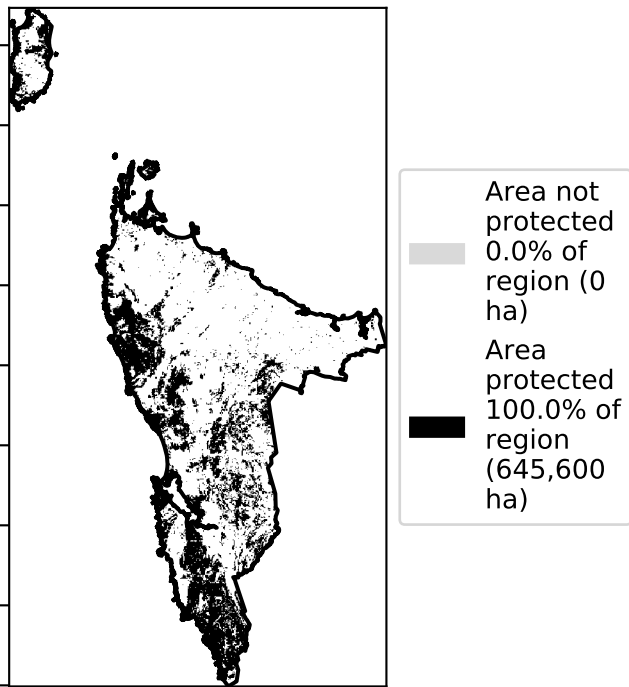 Area not
protected
0.0% of
region (0
ha)
Area
protected
100.0% of
region
(645,600
ha)